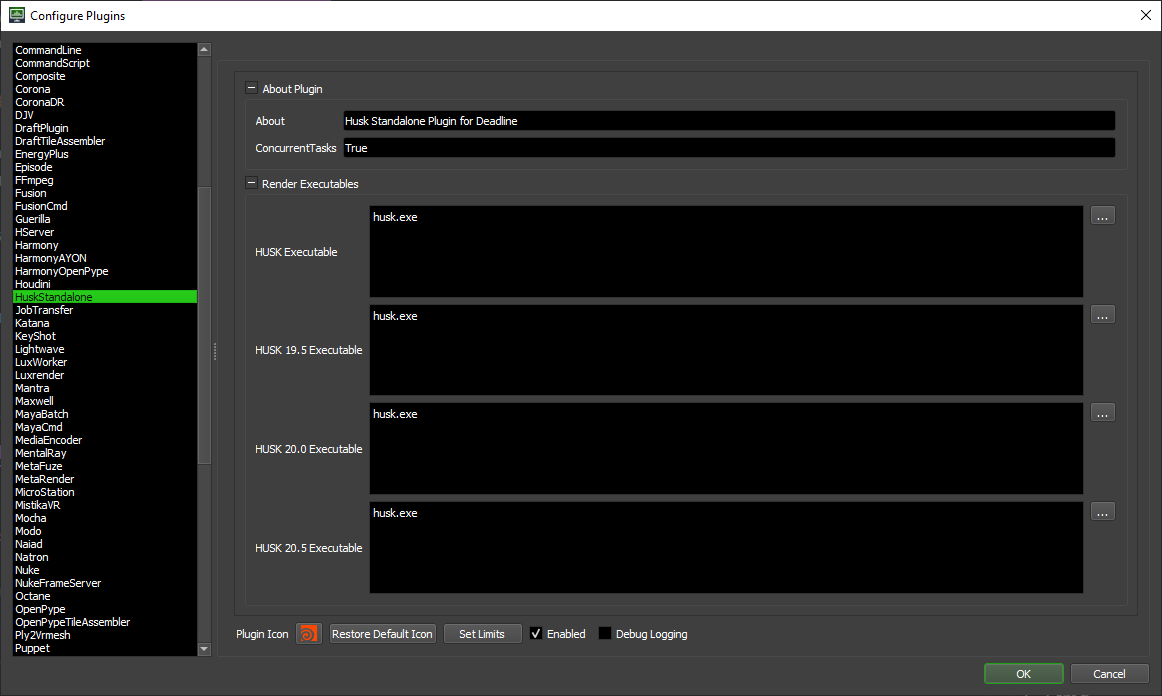 Configure Plugins
CommandLine
CommandScript
Composite
Corona
CoronaDR
DJV
DraftPlugin
DraftTileAssembler
EnergyPlus
Episode
FFmpeg
Fusion
FusionCmd
Guerilla
HServer
Harmony
HarmonyAYON
HarmonyOpenPype
Houdini
HuskStandalone
JobTransfer
Katana
KeyShot
Lightwave
LuxWorker
Luxrender
Mantra
Maxwell
MayaBatch
MayaCmd
MediaEncoder
MentalRay
MetaFuze
MetaRender
MicroStation
MistikaVR
Mocha
Modo
Naiad
Natron
Nuke
NukeFrameServer
Octane
OpenPype
OpenPypeTileAssembler
Ply2Vrmesh
Puppet
About Plugin
About Husk Standalone Plugin for Deadline
ConcurrentTasks True
Render Executables
HUSK Executable husk.exe ...
HUSK 19.5 Executable husk.exe ...
HUSK 20.0 Executable husk.exe ...
HUSK 20.5 Executable husk.exe ...
Plugin Icon Restore Default Icon Set Limits Enabled Debug Logging
OK Cancel